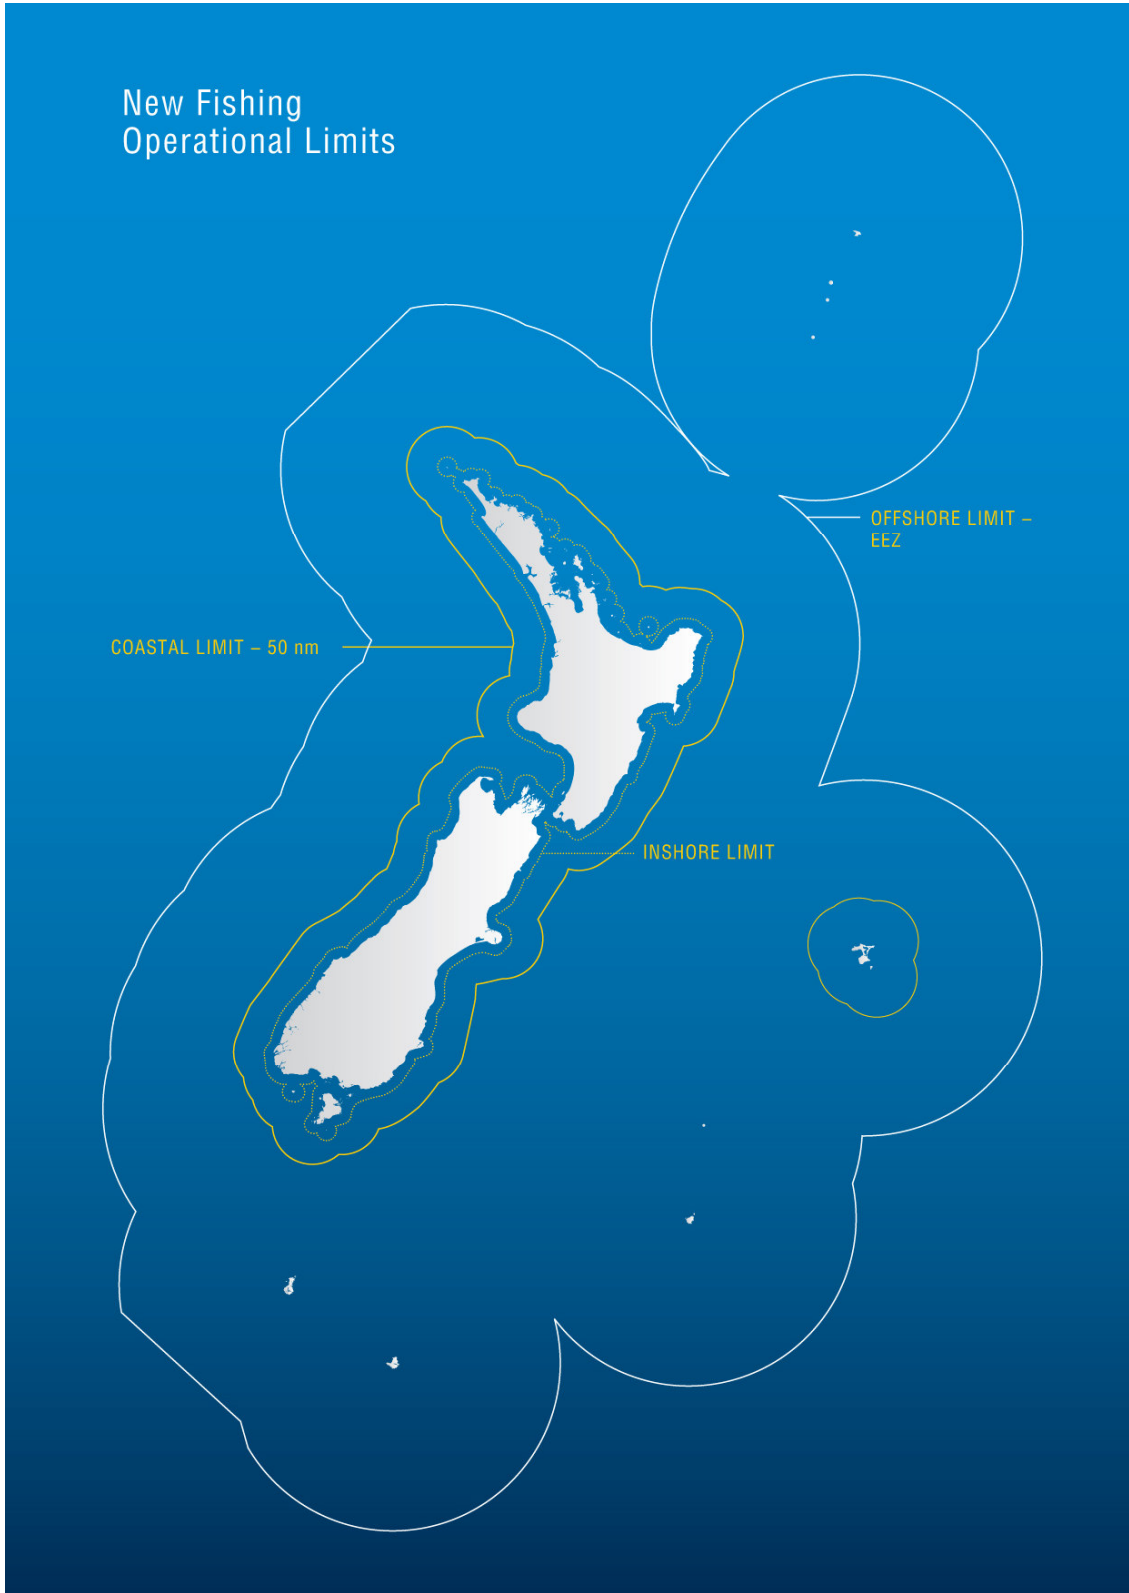 New Fishing
Operational Limits
OFFSHORE LIMIT –
EEZ
COASTAL LIMIT – 50 nm
INSHORE LIMIT